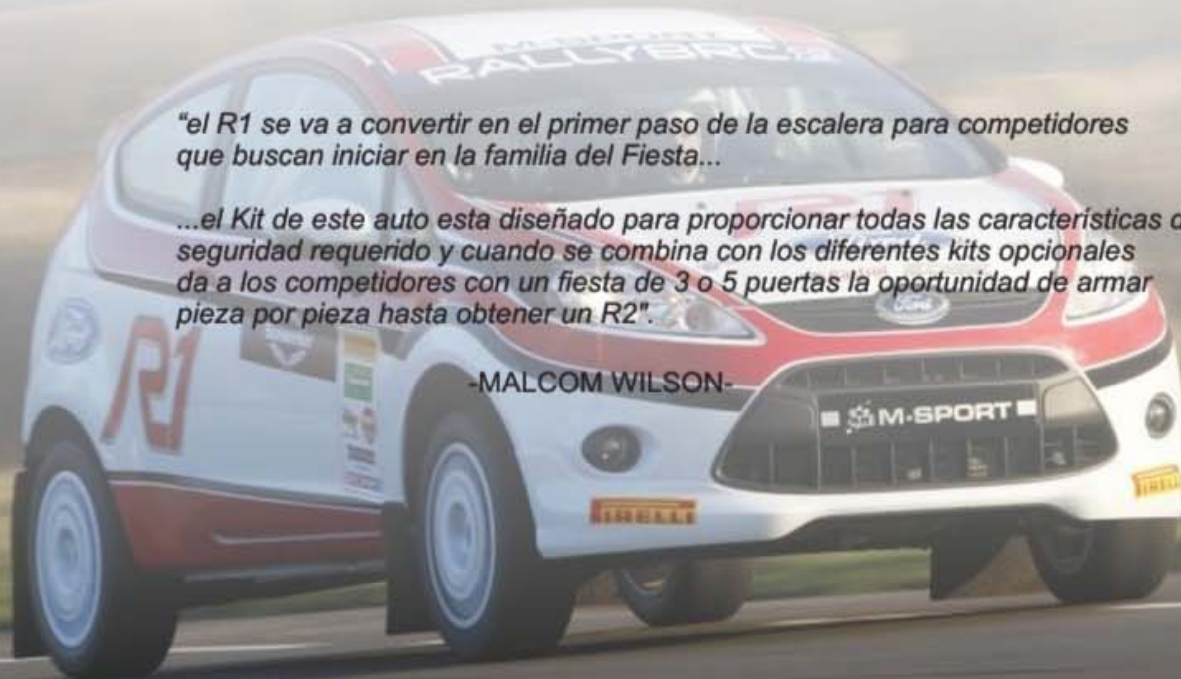 M-SPORT
RALLYBRC
"el R1 se va a convertir en el primer paso de la escalera para competidores
que buscan iniciar en la familia del Fiesta...
...el Kit de este auto esta diseñado para proporcionar todas las características d
seguridad requerido y cuando se combina con los diferentes kits opcionales
da a los competidores con un fiesta de 3 o 5 puertas la oportunidad de armar
pieza por pieza hasta obtener un R2".
-MALCOM WILSON-
Ford
R1
M-SPORT
PIRELLI